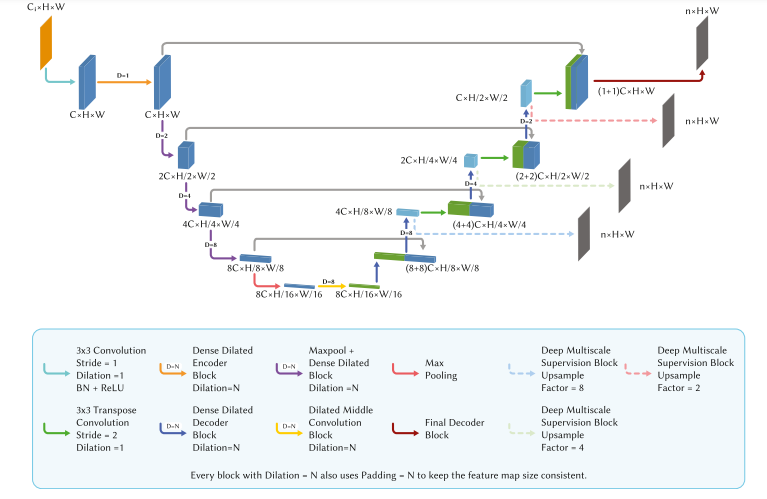 C₁×H×W
n×H×W
D=1
C×H×W
C×H×W
C×H/2×W/2
(1+1)C×H×W
D=2
D=2
n×H×W
2C×H/2×W/2
2C×H/4×W/4
(2+2)C×H/2×W/2
D=4
D=4
n×H×W
4C×H/4×W/4
4C×H/8×W/8
(4+4)C×H/4×W/4
D=8
D=8
n×H×W
8C×H/8×W/8
(8+8)C×H/8×W/8
D=8
8C×H/16×W/16
8C×H/16×W/16
3x3 Convolution
Stride = 1
Dilation =1
BN + ReLU
D=N
Dense Dilated
Encoder
Block
Dilation=N
D=N
Maxpool +
Dense Dilated
Block
Dilation =N
Max
Pooling
Deep Multiscale
Supervision Block
Upsample
Factor = 8
Deep Multiscale
Supervision Block
Upsample
Factor = 2
3x3 Transpose
Convolution
Stride = 2
Dilation =1
D=N
Dense Dilated
Decoder
Block
Dilation=N
D=N
Dilated Middle
Convolution
Block
Dilation=N
Final Decoder
Block
Deep Multiscale
Supervision Block
Upsample
Factor = 4
Every block with Dilation = N also uses Padding = N to keep the feature map size consistent.